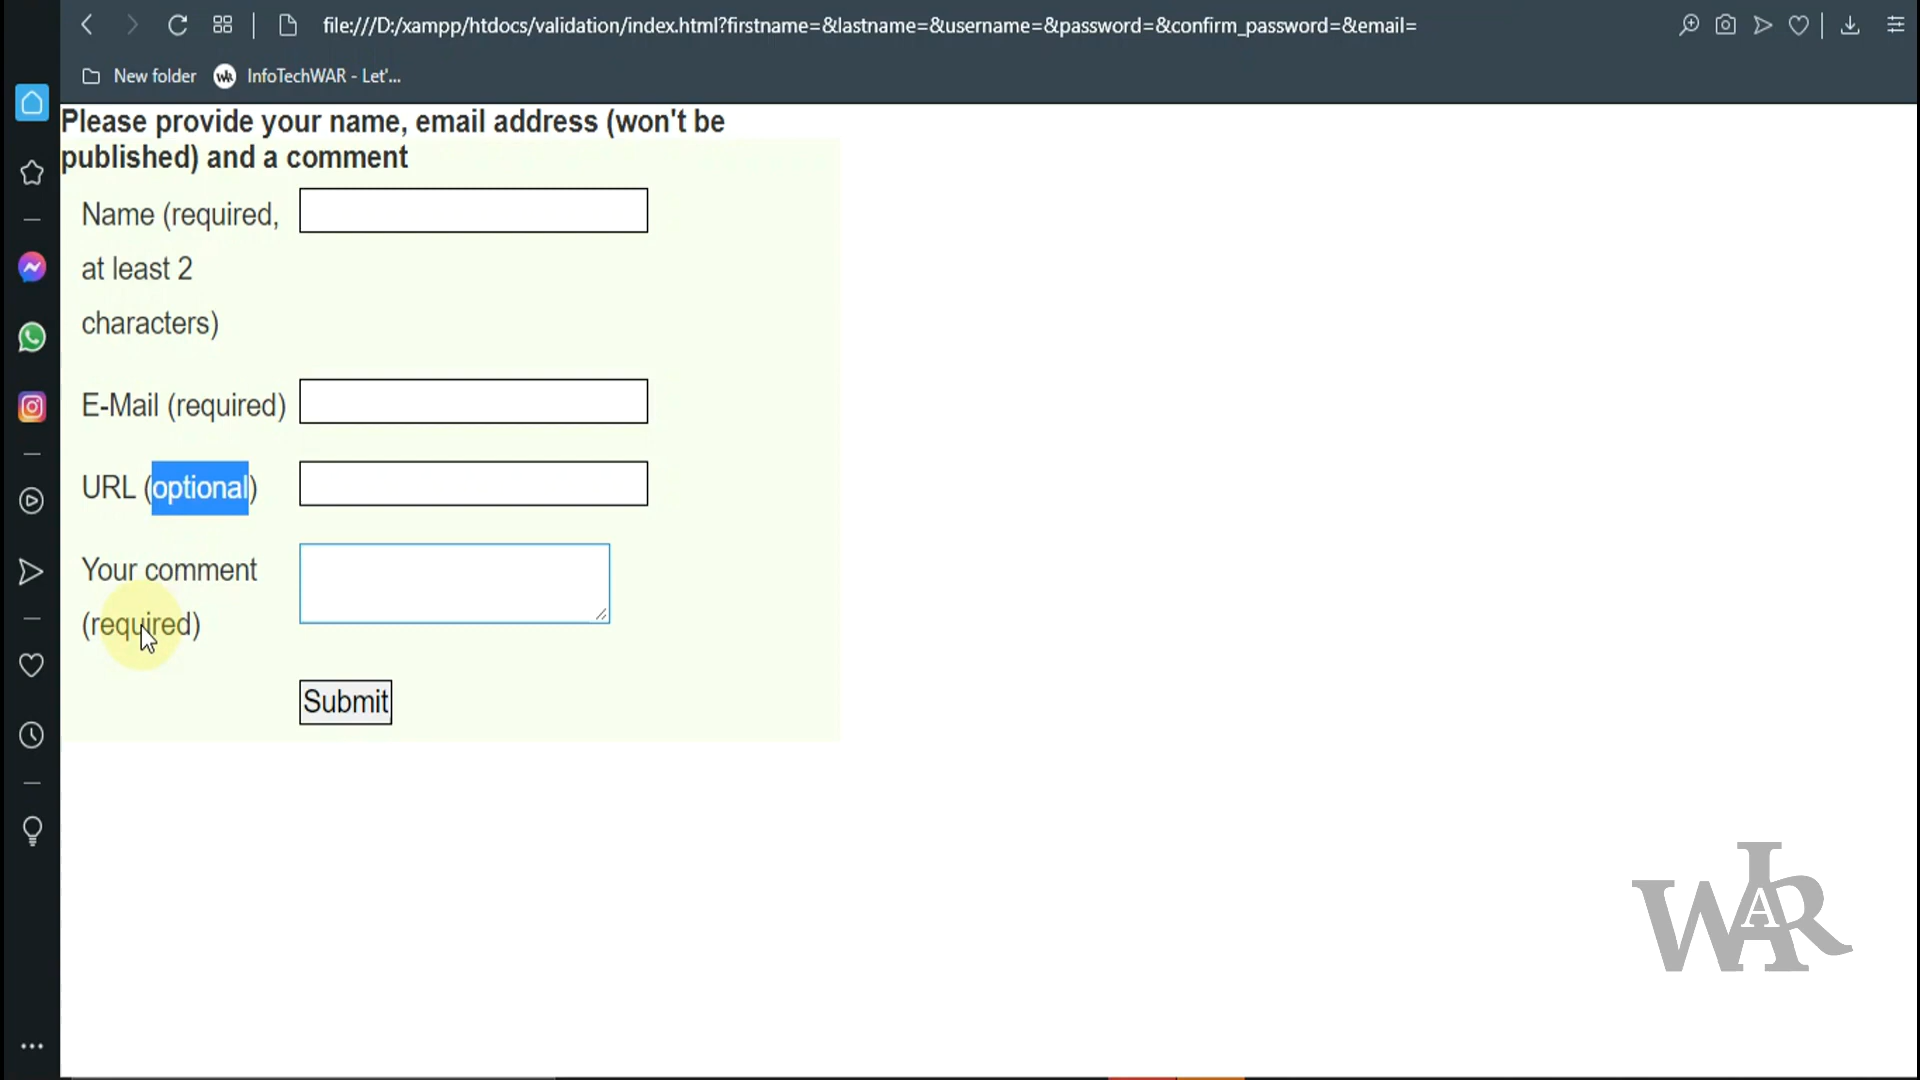 file:///D:/xampp/htdocs/validation/index.html?firstname=&lastname=&username=&password=&confirm_password=&email=
New folder
InfoTechWAR - Let'...
Please provide your name, email address (won't be
published) and a comment
Name (required,
at least 2
characters)
E-Mail (required)
URL (optional)
Your comment
(required)
Submit
WAR